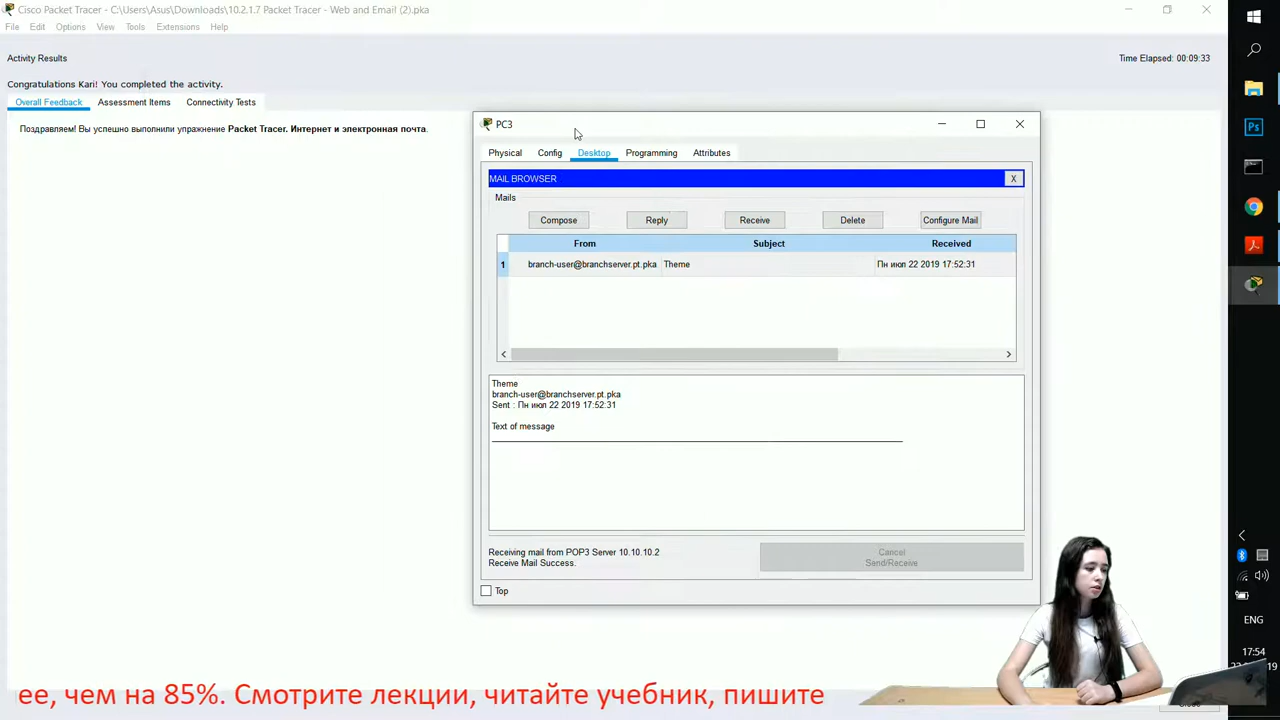 Cisco Packet Tracer - C:\Users\Asus\Downloads\10.2.1.7 Packet Tracer - Web and Email (2).pka
File Edit Options View Tools Extensions Help
Activity Results
Time Elapsed: 00:09:33
Congratulations Kari! You completed the activity.
Overall Feedback Assessment Items Connectivity Tests
Поздравляем! Вы успешно выполнили упражнение Packet Tracer. Интернет и электронная почта.
PC3
Physical Config Desktop Programming Attributes
MAIL BROWSER X
Mails
Compose Reply Receive Delete Configure Mail
From Subject Received
1 branch-user@branchserver.pt.pka Theme Пн июл 22 2019 17:52:31
Theme
branch-user@branchserver.pt.pka
Sent : Пн июл 22 2019 17:52:31
Text of message
Receiving mail from POP3 Server 10.10.10.2
Receive Mail Success.
Cancel
Send/Receive
Top
Ps
ENG
17:54
ее, чем на 85%. Смотрите лекции, читайте учебник, пишите